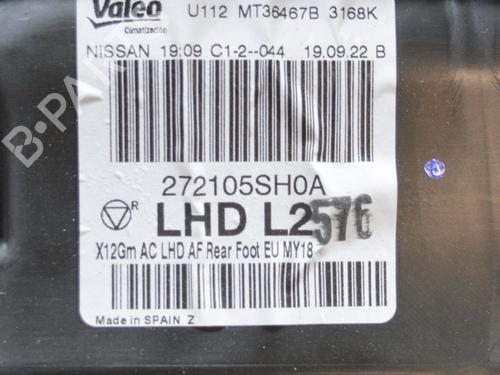 Valeo
Climatización
U112 MT36467B 3168K
NISSAN 19:09 C1-2--044 19.09.22 B
272105SH0A
R
LHD L2
576
X12Gm AC LHD AF Rear Foot EU MY18
Made in SPAIN Z
B-PA